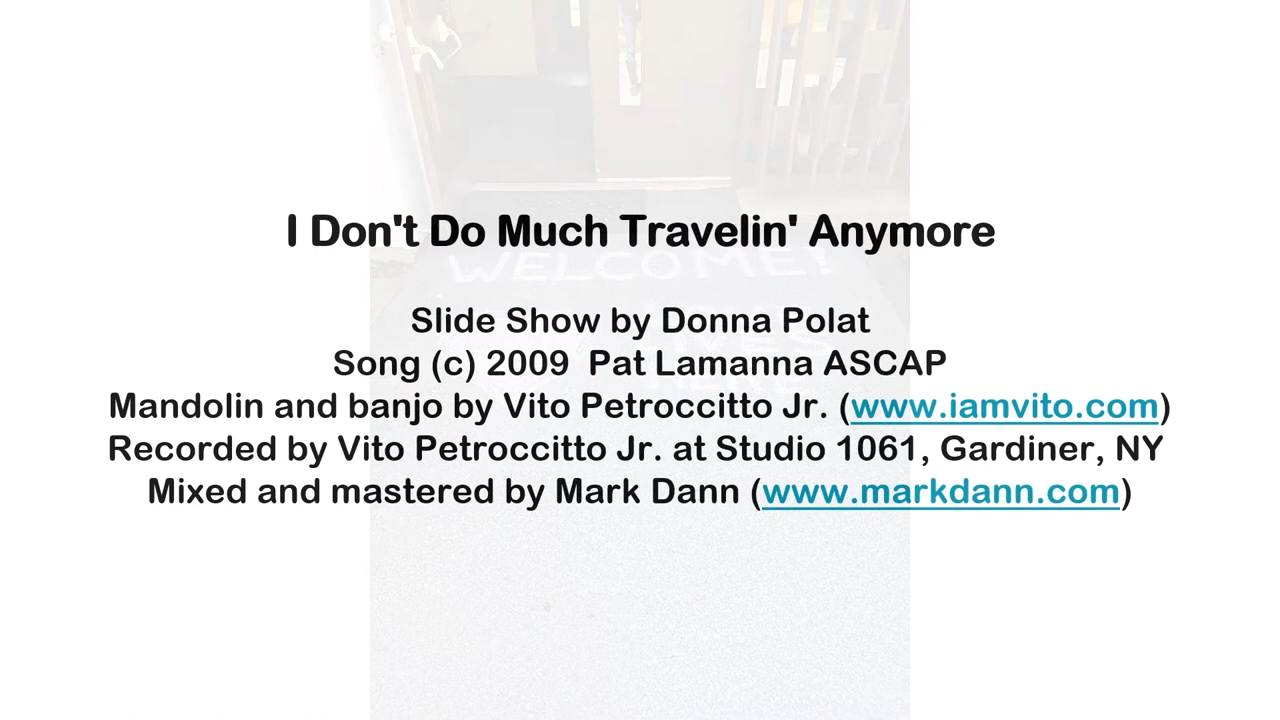 I Don't Do Much Travelin' Anymore
WELCOME!
Slide Show by Donna Polat
Song (c) 2009 Pat Lamanna ASCAP
Mandolin and banjo by Vito Petroccitto Jr. (www.iamvito.com)
Recorded by Vito Petroccitto Jr. at Studio 1061, Gardiner, NY
Mixed and mastered by Mark Dann (www.markdann.com)